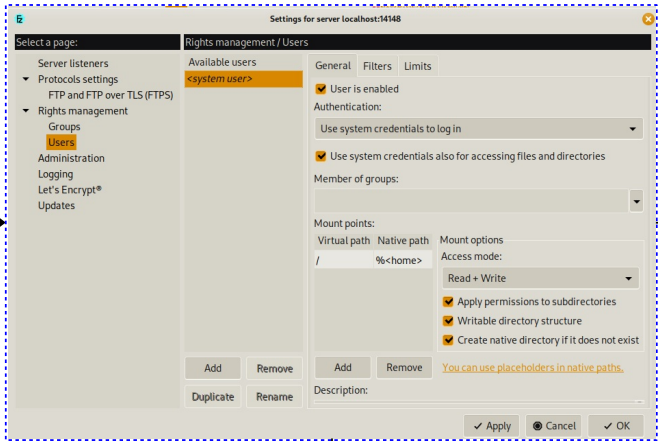 Settings for server localhost:14148
Select a page:
Server listeners
Protocols settings
FTP and FTP over TLS (FTPS)
Rights management
Groups
Users
Administration
Logging
Let's Encrypt®
Updates
Rights management / Users
Available users
<system user>
Add
Remove
Duplicate
Rename
General
Filters
Limits
User is enabled
Authentication:
Use system credentials to log in
Use system credentials also for accessing files and directories
Member of groups:
Mount points:
Virtual path
Native path
/
%<home>
Mount options
Access mode:
Read + Write
Apply permissions to subdirectories
Writable directory structure
Create native directory if it does not exist
Add
Remove
You can use placeholders in native paths.
Description:
Apply
Cancel
OK